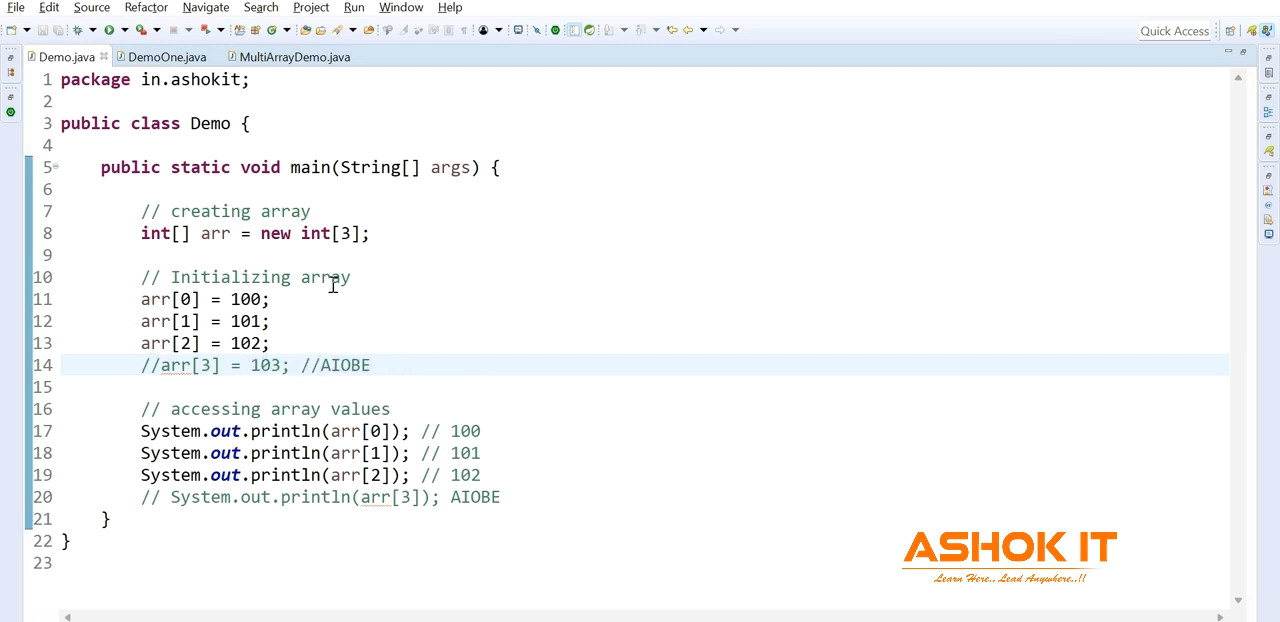 File Edit Source Refactor Navigate Search Project Run Window Help
Quick Access
Demo.java DemoOne.java MultiArrayDemo.java
1 package in.ashokit;
2
3 public class Demo {
4
5 public static void main(String[] args) {
6
7 // creating array
8 int[] arr = new int[3];
9
10 // Initializing array
11 arr[0] = 100;
12 arr[1] = 101;
13 arr[2] = 102;
14 //arr[3] = 103; //AIOBE
15
16 // accessing array values
17 System.out.println(arr[0]); // 100
18 System.out.println(arr[1]); // 101
19 System.out.println(arr[2]); // 102
20 // System.out.println(arr[3]); AIOBE
21 }
22 }
23
ASHOK IT
Learn Here.. Lead Anywhere..!!